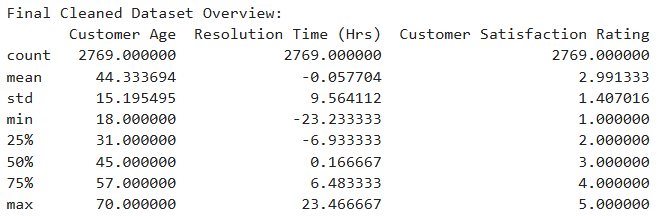 Final Cleaned Dataset Overview:
Customer Age Resolution Time (Hrs) Customer Satisfaction Rating
count 2769.000000 2769.000000 2769.000000
mean 44.333694 -0.057704 2.991333
std 15.195495 9.564112 1.407016
min 18.000000 -23.233333 1.000000
25% 31.000000 -6.933333 2.000000
50% 45.000000 0.166667 3.000000
75% 57.000000 6.483333 4.000000
max 70.000000 23.466667 5.000000